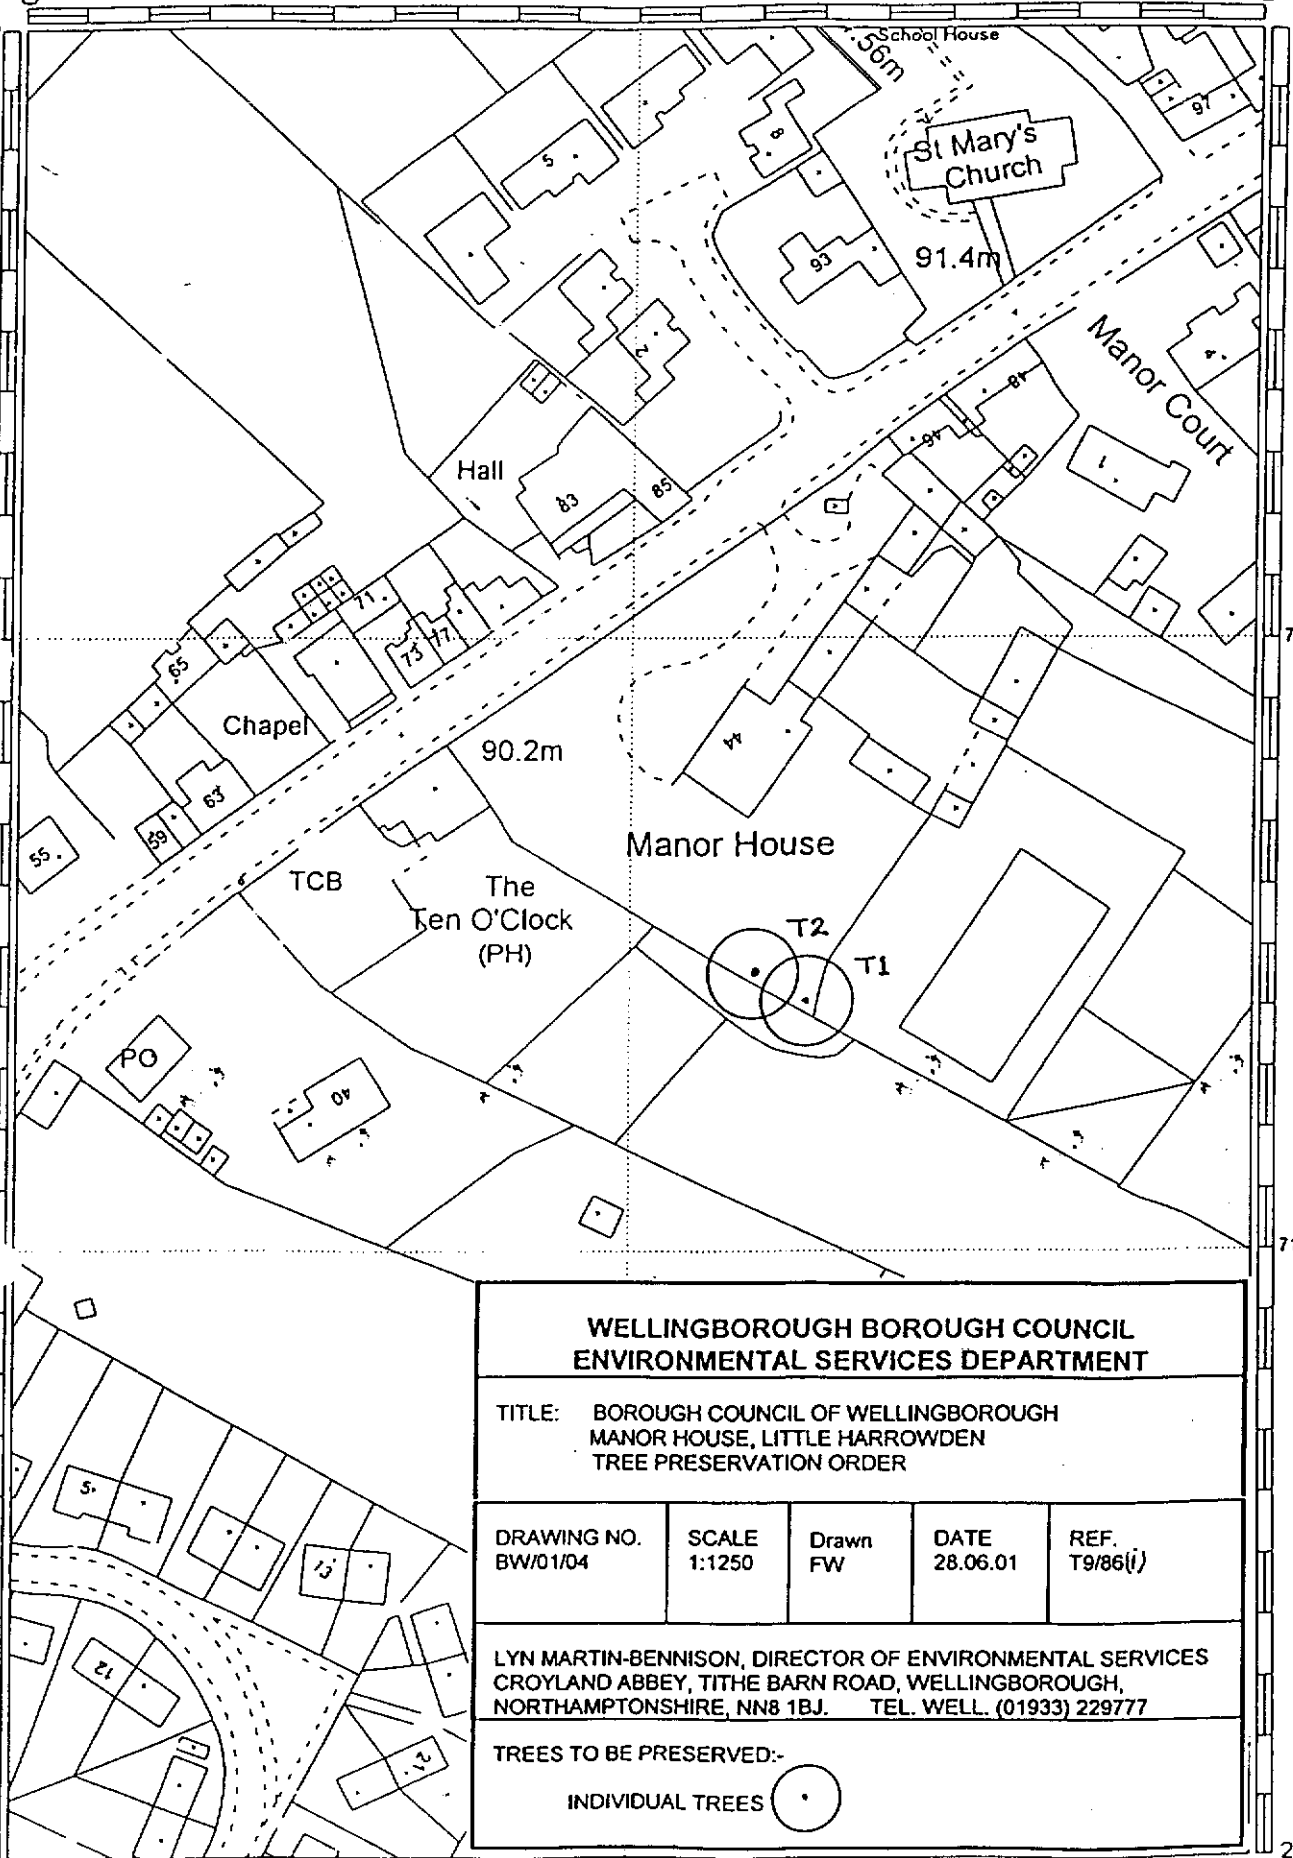 School House
.56m
97
St Mary's
Church
8
5
93
91.4m
Manor Court
4
2
48
46
1
Hall
83
85
71
73
77
65
Chapel
63
59
55
90.2m
44
Manor House
TCB
The
Ten O'Clock
(PH)
T2
T1
PO
40
WELLINGBOROUGH BOROUGH COUNCIL
ENVIRONMENTAL SERVICES DEPARTMENT
TITLE: BOROUGH COUNCIL OF WELLINGBOROUGH
MANOR HOUSE, LITTLE HARROWDEN
TREE PRESERVATION ORDER
DRAWING NO. SCALE Drawn DATE REF.
BW/01/04 1:1250 FW 28.06.01 T9/86(i)
LYN MARTIN-BENNISON, DIRECTOR OF ENVIRONMENTAL SERVICES
CROYLAND ABBEY, TITHE BARN ROAD, WELLINGBOROUGH,
NORTHAMPTONSHIRE, NN8 1BJ. TEL. WELL. (01933) 229777
TREES TO BE PRESERVED:-
INDIVIDUAL TREES
5
13
12
21